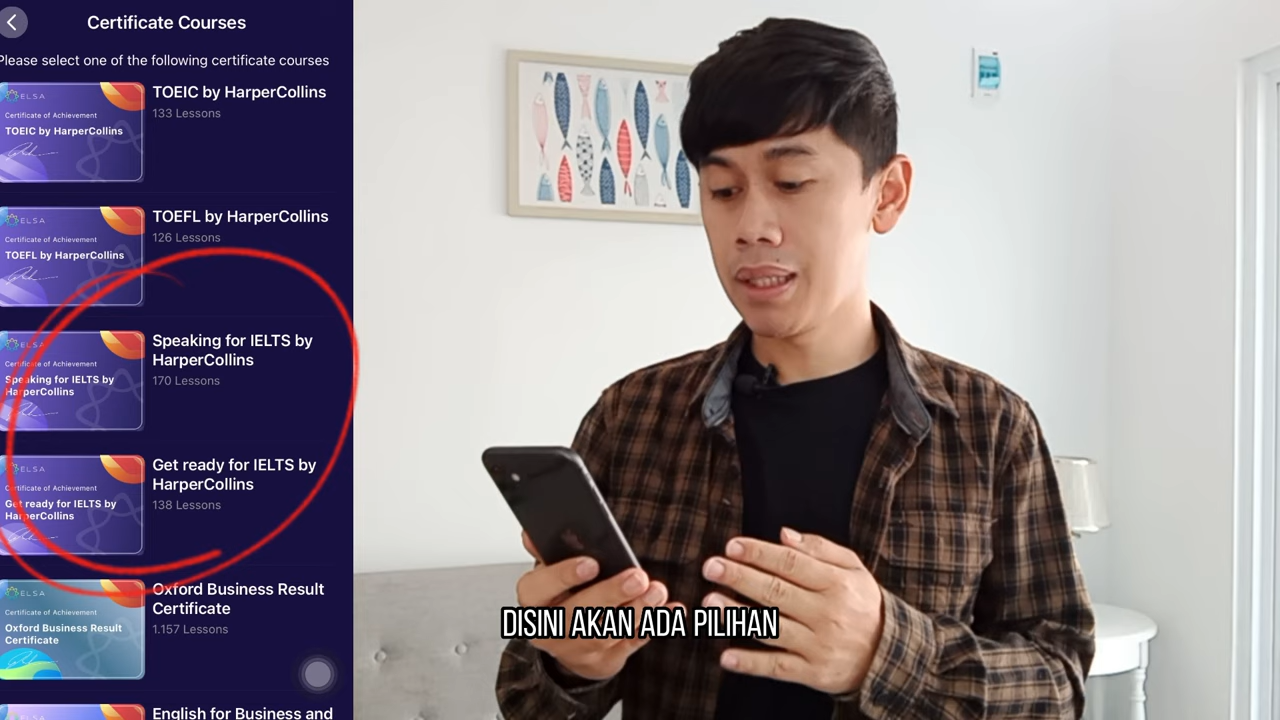 Certificate Courses
Please select one of the following certificate courses
ELSA
Certificate of Achievement
TOEIC by HarperCollins
TOEIC by HarperCollins
133 Lessons
ELSA
Certificate of Achievement
TOEFL by HarperCollins
TOEFL by HarperCollins
126 Lessons
ELSA
Certificate of Achievement
Speaking for IELTS by
HarperCollins
Speaking for IELTS by
HarperCollins
170 Lessons
ELSA
Certificate of Achievement
Get ready for IELTS by
HarperCollins
Get ready for IELTS by
HarperCollins
138 Lessons
ELSA
Certificate of Achievement
Oxford Business Result
Certificate
Oxford Business Result
Certificate
1.157 Lessons
English for Business and
DISINI AKAN ADA PILIHAN